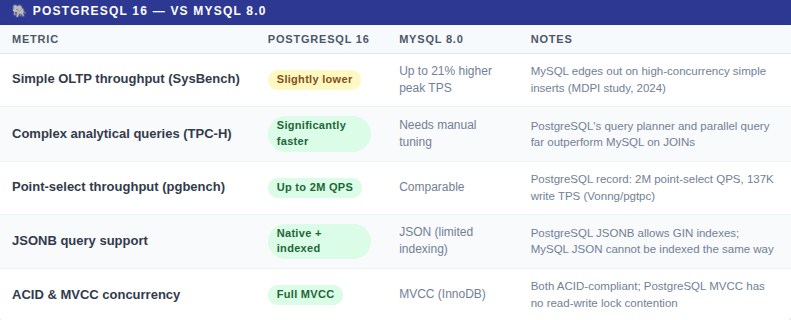 🐘 POSTGRESQL 16 — VS MYSQL 8.0
METRIC POSTGRESQL 16 MYSQL 8.0 NOTES
Simple OLTP throughput (SysBench) Slightly lower Up to 21% higher peak TPS MySQL edges out on high-concurrency simple inserts (MDPI study, 2024)
Complex analytical queries (TPC-H) Significantly faster Needs manual tuning PostgreSQL's query planner and parallel query far outperform MySQL on JOINs
Point-select throughput (pgbench) Up to 2M QPS Comparable PostgreSQL record: 2M point-select QPS, 137K write TPS (Vonng/pgtpc)
JSONB query support Native + indexed JSON (limited indexing) PostgreSQL JSONB allows GIN indexes; MySQL JSON cannot be indexed the same way
ACID & MVCC concurrency Full MVCC MVCC (InnoDB) Both ACID-compliant; PostgreSQL MVCC has no read-write lock contention